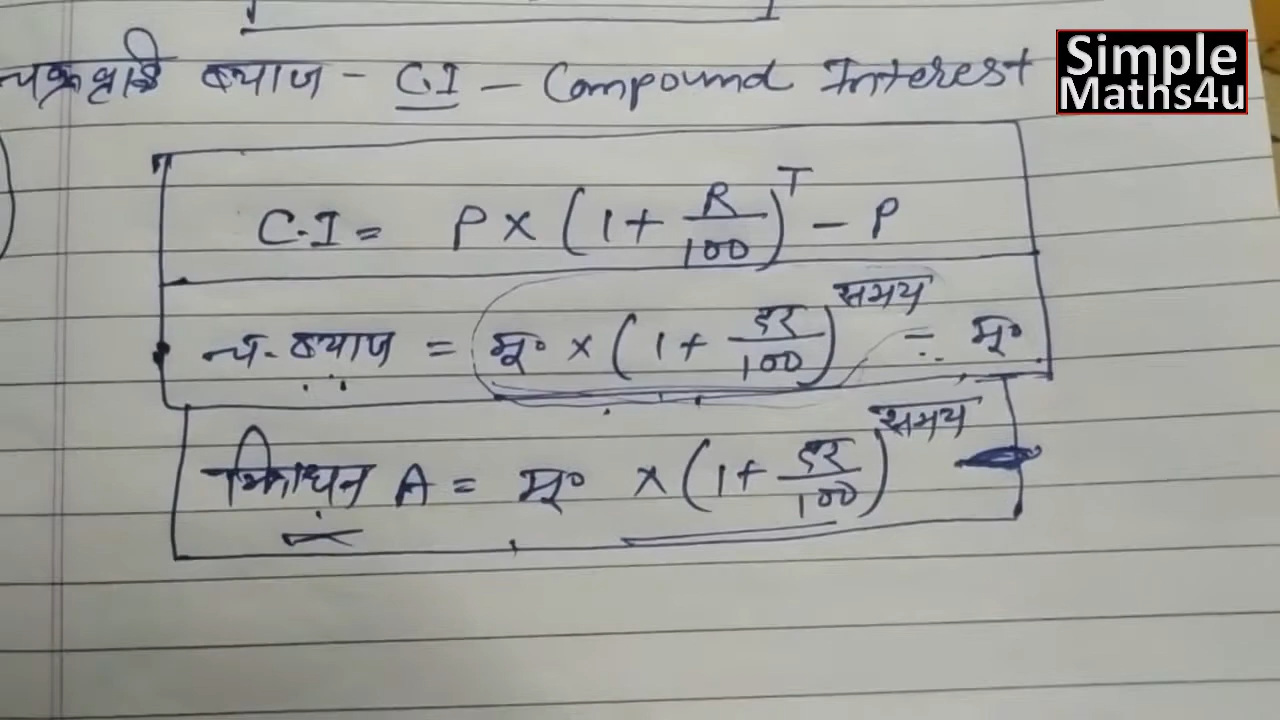 चक्रवृद्धि ब्याज - C.I - Compound Interest
Simple
Maths4u
C.I = P × (1 + R/100)^T - P
च. ब्याज = मू० × (1 + दर/100)^समय - मू०
मिश्रधन A = मू० × (1 + दर/100)^समय